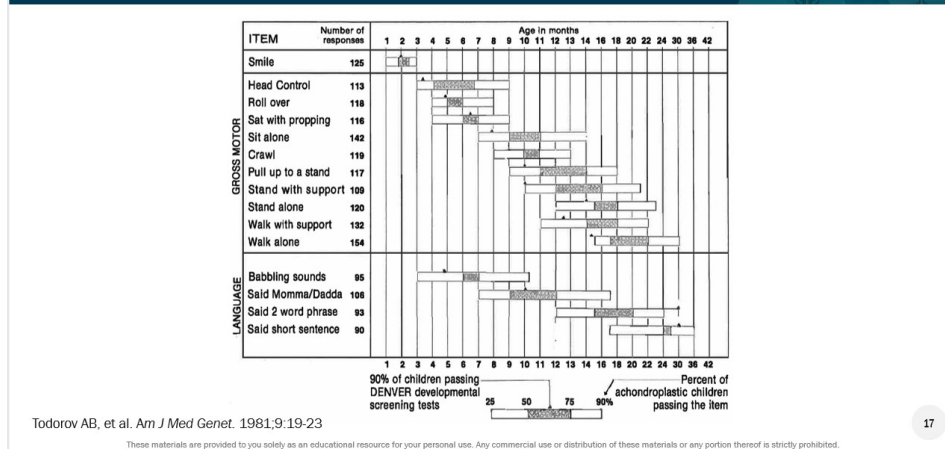 ITEM Number of responses Age in months
1 2 3 4 5 6 7 8 9 10 11 12 13 14 16 18 20 22 24 30 36 42
Smile 125
GROSS MOTOR
Head Control 113
Roll over 118
Sat with propping 116
Sit alone 142
Crawl 119
Pull up to a stand 117
Stand with support 109
Stand alone 120
Walk with support 132
Walk alone 154
LANGUAGE
Babbling sounds 95
Said Momma/Dadda 106
Said 2 word phrase 93
Said short sentence 90
1 2 3 4 5 6 7 8 9 10 11 12 13 14 16 18 20 22 24 30 36 42
90% of children passing
DENVER developmental
screening tests
25 50 75 90%
Percent of
achondroplastic children
passing the item
Todorov AB, et al. Am J Med Genet. 1981;9:19-23
17
These materials are provided to you solely as an educational resource for your personal use. Any commercial use or distribution of these materials or any portion thereof is strictly prohibited.